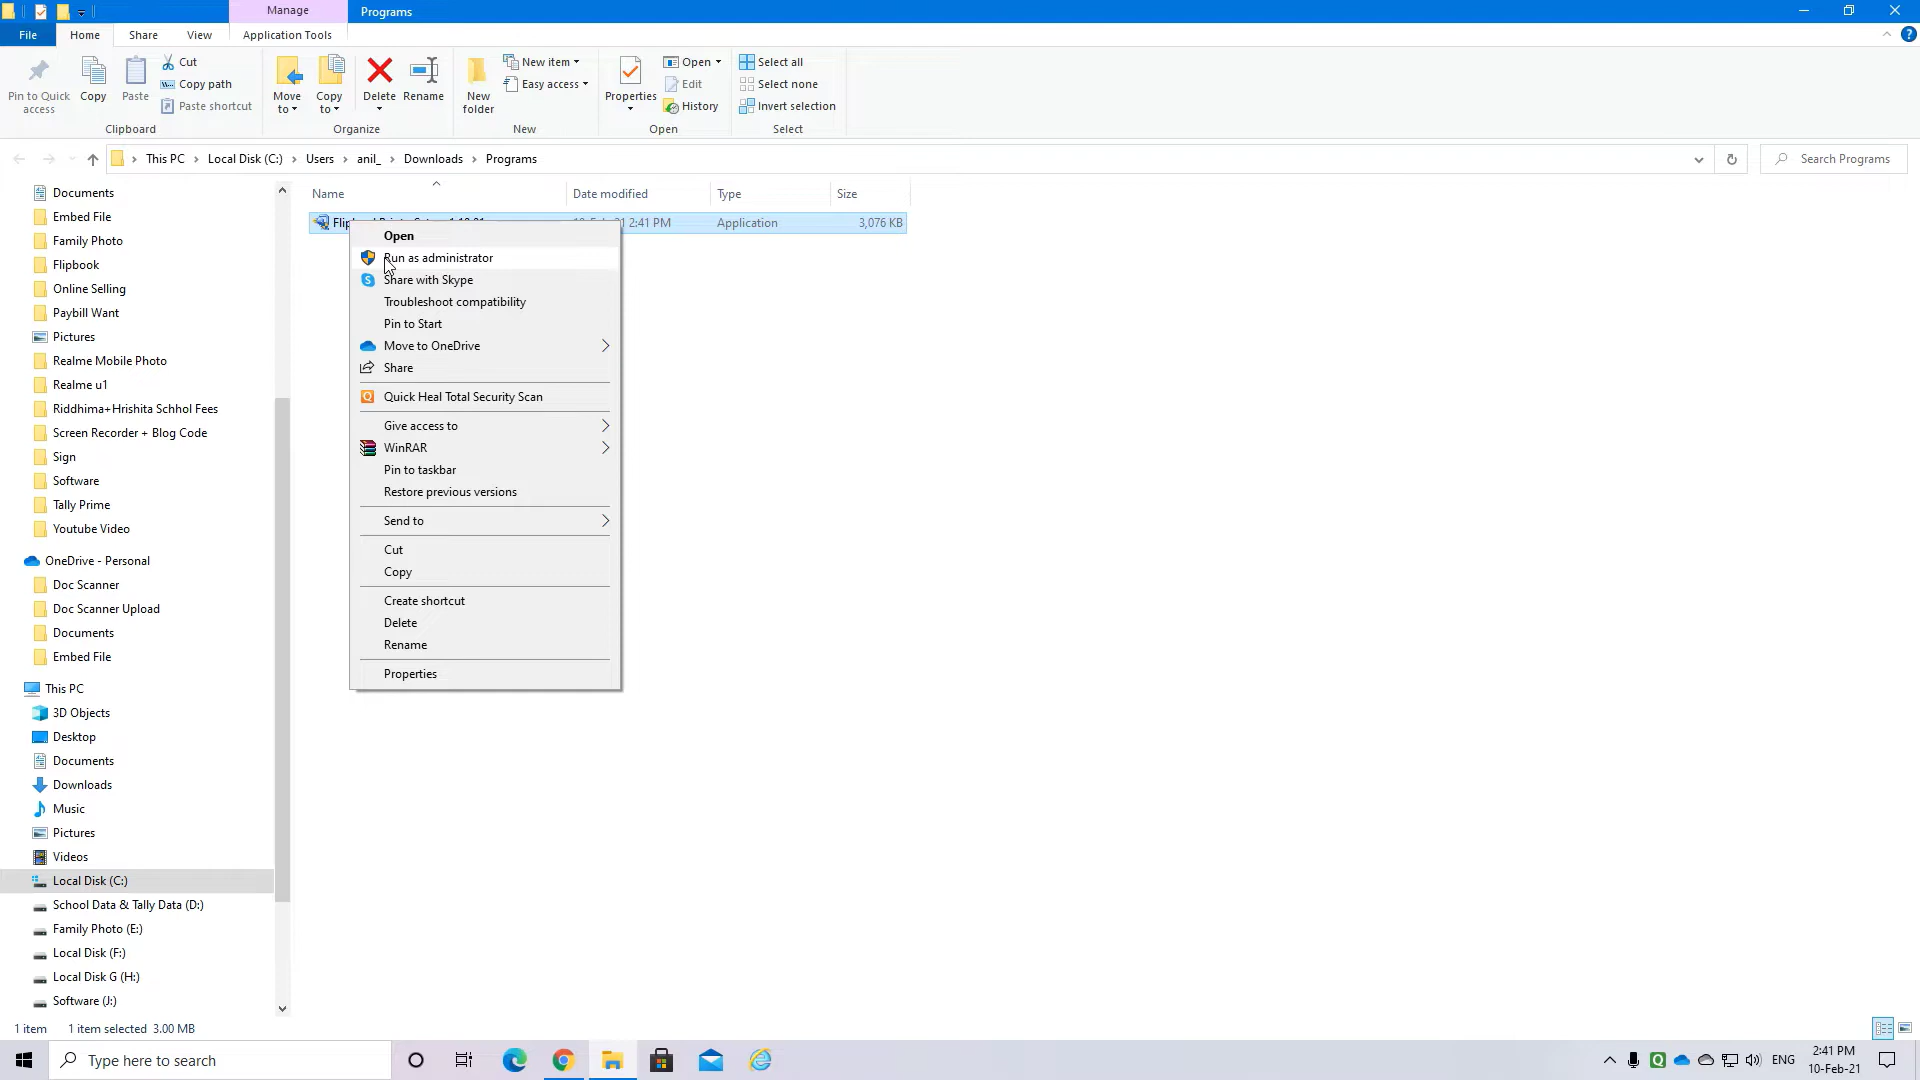 Manage
Programs
File
Home
Share
View
Application Tools
Pin to Quick access
Copy
Paste
Cut
Copy path
Paste shortcut
Clipboard
Move to
Copy to
Delete
Rename
Organize
New folder
New item
Easy access
New
Properties
Open
Edit
History
Open
Select all
Select none
Invert selection
Select
This PC
Local Disk (C:)
Users
anil_
Downloads
Programs
Search Programs
Name
Date modified
Type
Size
2:41 PM
Application
3,076 KB
Open
Run as administrator
Share with Skype
Troubleshoot compatibility
Pin to Start
Move to OneDrive
Share
Quick Heal Total Security Scan
Give access to
WinRAR
Pin to taskbar
Restore previous versions
Send to
Cut
Copy
Create shortcut
Delete
Rename
Properties
Documents
Embed File
Family Photo
Flipbook
Online Selling
Paybill Want
Pictures
Realme Mobile Photo
Realme u1
Riddhima+Hrishita Schhol Fees
Screen Recorder + Blog Code
Sign
Software
Tally Prime
Youtube Video
OneDrive - Personal
Doc Scanner
Doc Scanner Upload
Documents
Embed File
This PC
3D Objects
Desktop
Documents
Downloads
Music
Pictures
Videos
Local Disk (C:)
School Data & Tally Data (D:)
Family Photo (E:)
Local Disk (F:)
Local Disk G (H:)
Software (J:)
1 item
1 item selected 3.00 MB
Type here to search
ENG
2:41 PM
10-Feb-21